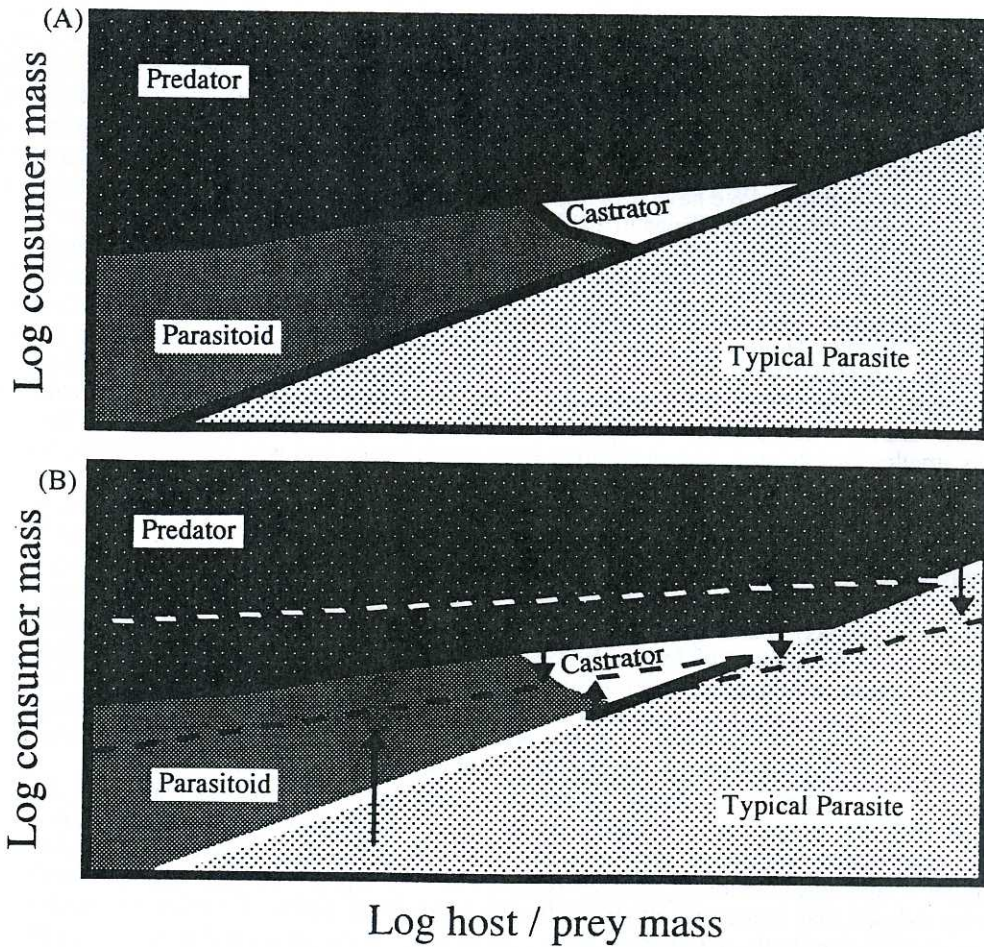 (A)
Log consumer mass
Predator
Castrator
Parasitoid
Typical Parasite
(B)
Log consumer mass
Predator
Castrator
Parasitoid
Typical Parasite
Log host / prey mass